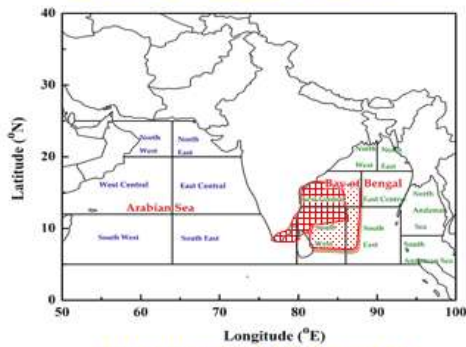 40
30
20
10
0
Latitude (°N)
North
West
North
East
North
West
North
East
West Central
East Central
Bay of Bengal
East Central
North
Andaman
Sea
Arabian Sea
South West
South East
South
West
South
East
South
Andaman Sea
50 60 70 80 90 100
Longitude (°E)